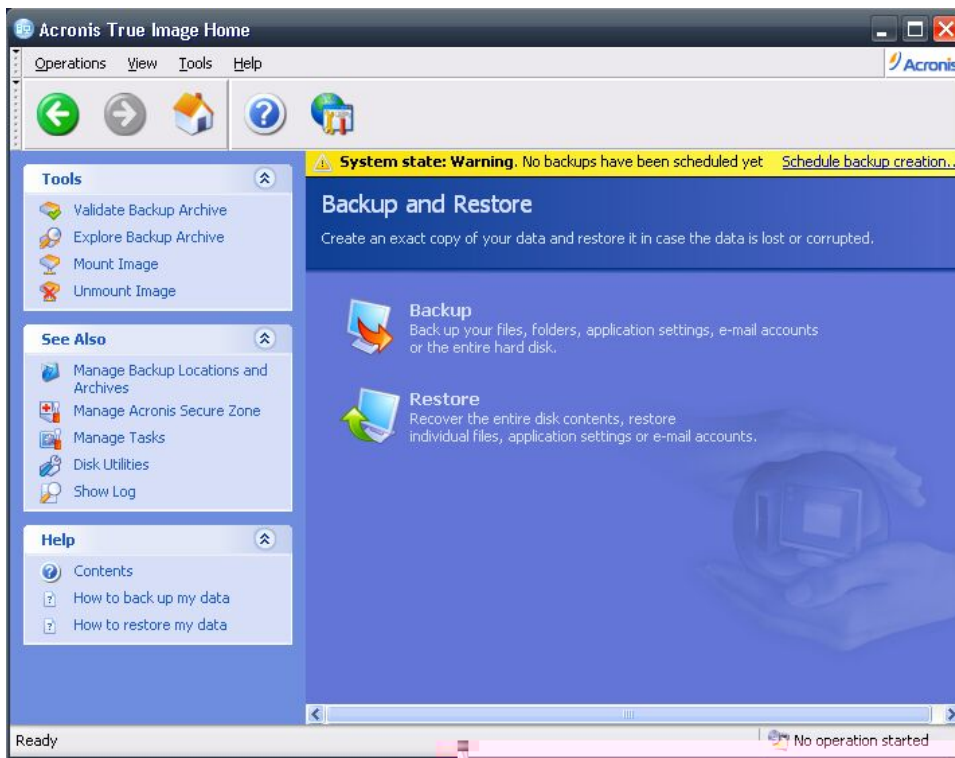 Acronis True Image Home
Operations View Tools Help
Acronis
System state: Warning. No backups have been scheduled yet Schedule backup creation..
Tools
Validate Backup Archive
Explore Backup Archive
Mount Image
Unmount Image
See Also
Manage Backup Locations and
Archives
Manage Acronis Secure Zone
Manage Tasks
Disk Utilities
Show Log
Help
Contents
How to back up my data
How to restore my data
Backup and Restore
Create an exact copy of your data and restore it in case the data is lost or corrupted.
Backup
Back up your files, folders, application settings, e-mail accounts
or the entire hard disk.
Restore
Recover the entire disk contents, restore
individual files, application settings or e-mail accounts.
Ready
No operation started